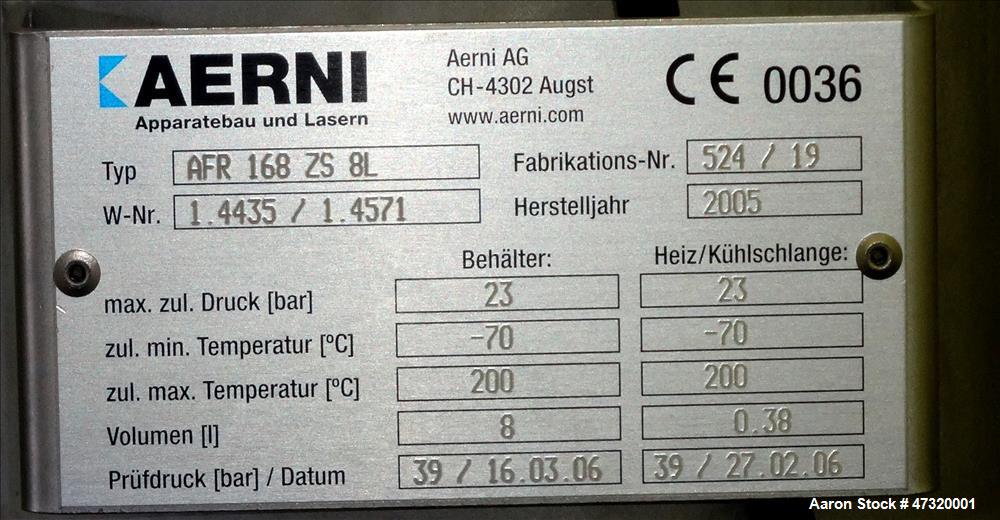 AERNI
Apparatebau und Lasern
Aerni AG
CH-4302 Augst
www.aerni.com
CE 0036
Typ AFR 168 ZS 8L
Fabrikations-Nr. 524 / 19
W-Nr. 1.4435 / 1.4571
Herstelljahr 2005
Behälter: Heiz/Kühlschlange:
max. zul. Druck [bar] 23 23
zul. min. Temperatur [ºC] -70 -70
zul. max. Temperatur [ºC] 200 200
Volumen [l] 8 0.38
Prüfdruck [bar] / Datum 39 / 16.03.06 39 / 27.02.06
Aaron Stock # 47320001